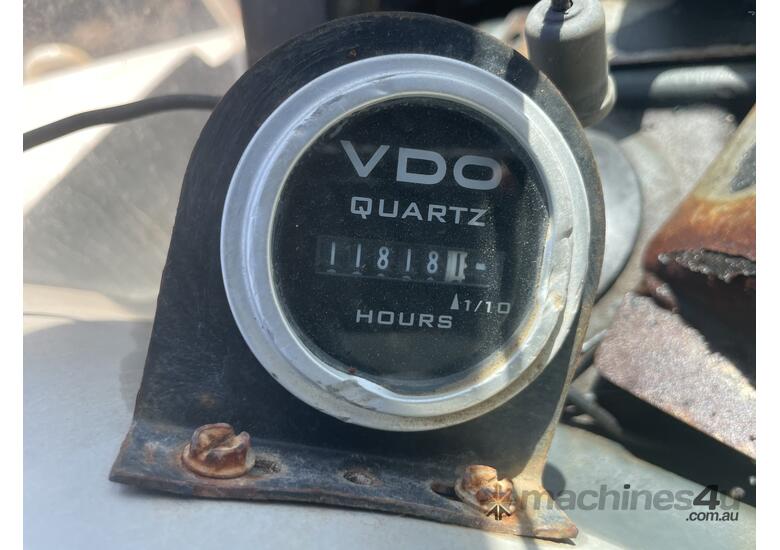 VDO
QUARTZ
11818
1/10
HOURS
machines4u
.com.au